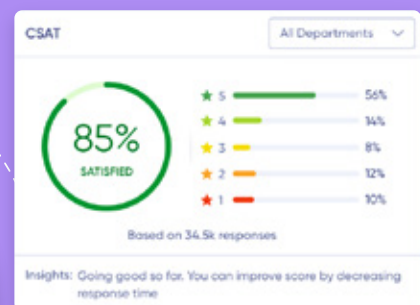 CSAT
All Departments
85%
SATISFIED
5 56%
4 14%
3 8%
2 12%
1 10%
Based on 34.5k responses
Insights: Going good so far. You can improve score by decreasing
response time